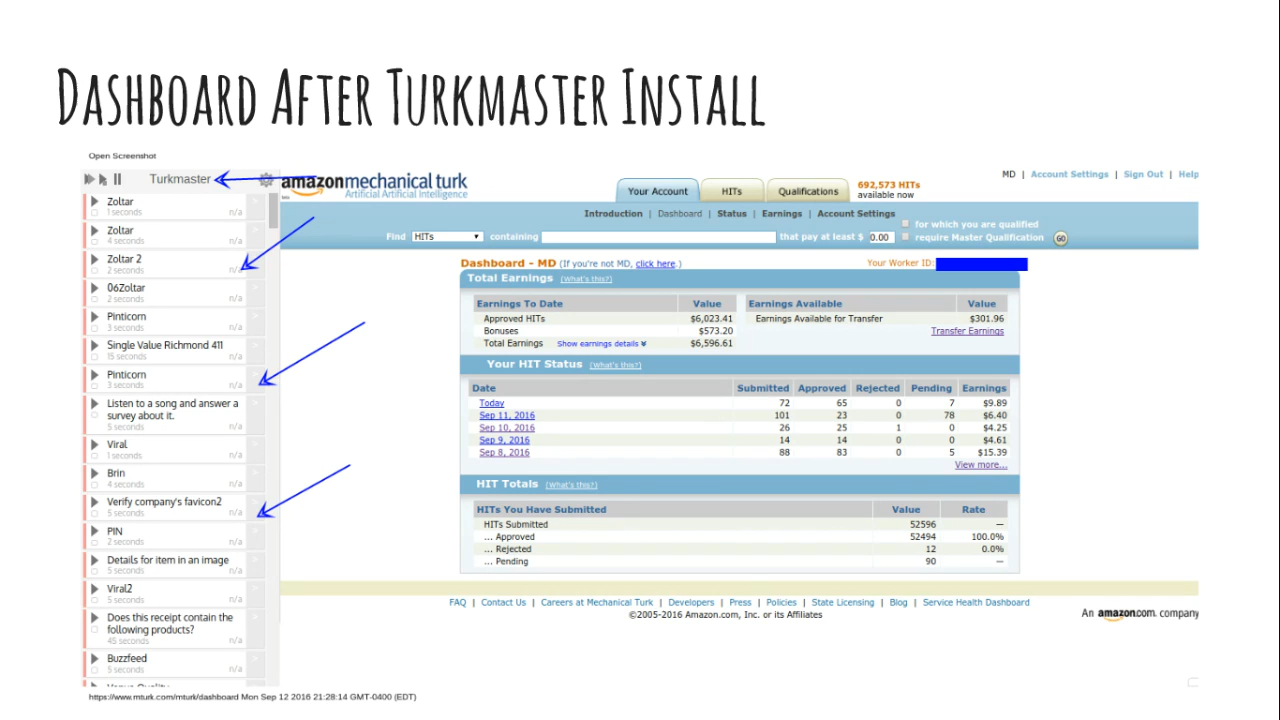 Dashboard After Turkmaster Install
Open Screenshot
Turkmaster
Zoltar
1 seconds n/a
Zoltar
4 seconds n/a
Zoltar 2
2 seconds n/a
06Zoltar
2 seconds n/a
Pinticorn
3 seconds n/a
Single Value Richmond 411
15 seconds n/a
Pinticorn
3 seconds n/a
Listen to a song and answer a
survey about it.
5 seconds n/a
Viral
1 seconds n/a
Brin
4 seconds n/a
Verify company's favicon2
5 seconds n/a
PIN
2 seconds n/a
Details for item in an image
5 seconds n/a
Viral2
5 seconds n/a
Does this receipt contain the
following products?
45 seconds n/a
Buzzfeed
5 seconds n/a
amazonmechanical turk
Artificial Artificial Intelligence
beta
Your Account HITs Qualifications
692,573 HITs
available now
MD | Account Settings | Sign Out | Help
Introduction | Dashboard | Status | Earnings | Account Settings
for which you are qualified
Find HITs containing that pay at least $ 0.00 require Master Qualification GO
Dashboard - MD (If you're not MD, click here.) Your Worker ID:
Total Earnings (What's this?)
Earnings To Date Value Earnings Available Value
Approved HITs $6,023.41 Earnings Available for Transfer $301.96
Bonuses $573.20 Transfer Earnings
Total Earnings Show earnings details $6,596.61
Your HIT Status (What's this?)
Date Submitted Approved Rejected Pending Earnings
Today 72 65 0 7 $9.89
Sep 11, 2016 101 23 0 78 $6.40
Sep 10, 2016 26 25 1 0 $4.25
Sep 9, 2016 14 14 0 0 $4.61
Sep 8, 2016 88 83 0 5 $15.39
View more...
HIT Totals (What's this?)
HITs You Have Submitted Value Rate
HITs Submitted 52596 —
... Approved 52494 100.0%
... Rejected 12 0.0%
... Pending 90 —
FAQ | Contact Us | Careers at Mechanical Turk | Developers | Press | Policies | State Licensing | Blog | Service Health Dashboard
©2005-2016 Amazon.com, Inc. or its Affiliates
An amazon.com. company
https://www.mturk.com/mturk/dashboard Mon Sep 12 2016 21:28:14 GMT-0400 (EDT)